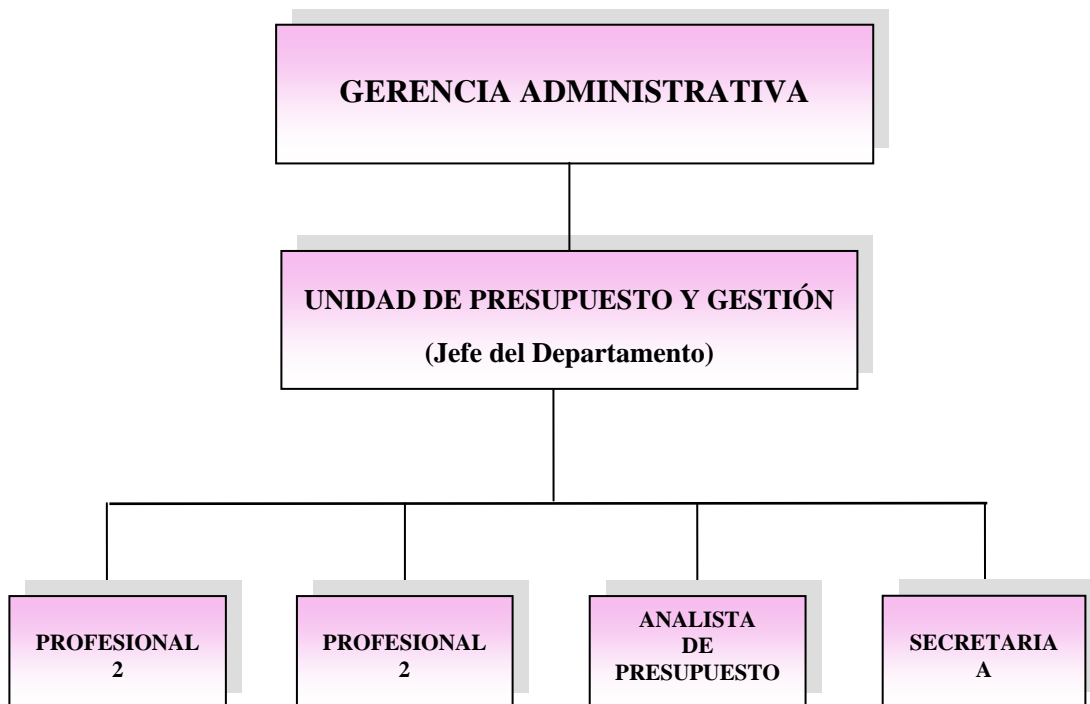 GERENCIA ADMINISTRATIVA
UNIDAD DE PRESUPUESTO Y GESTIÓN
(Jefe del Departamento)
PROFESIONAL
2
PROFESIONAL
2
ANALISTA
DE
PRESUPUESTO
SECRETARIA
A